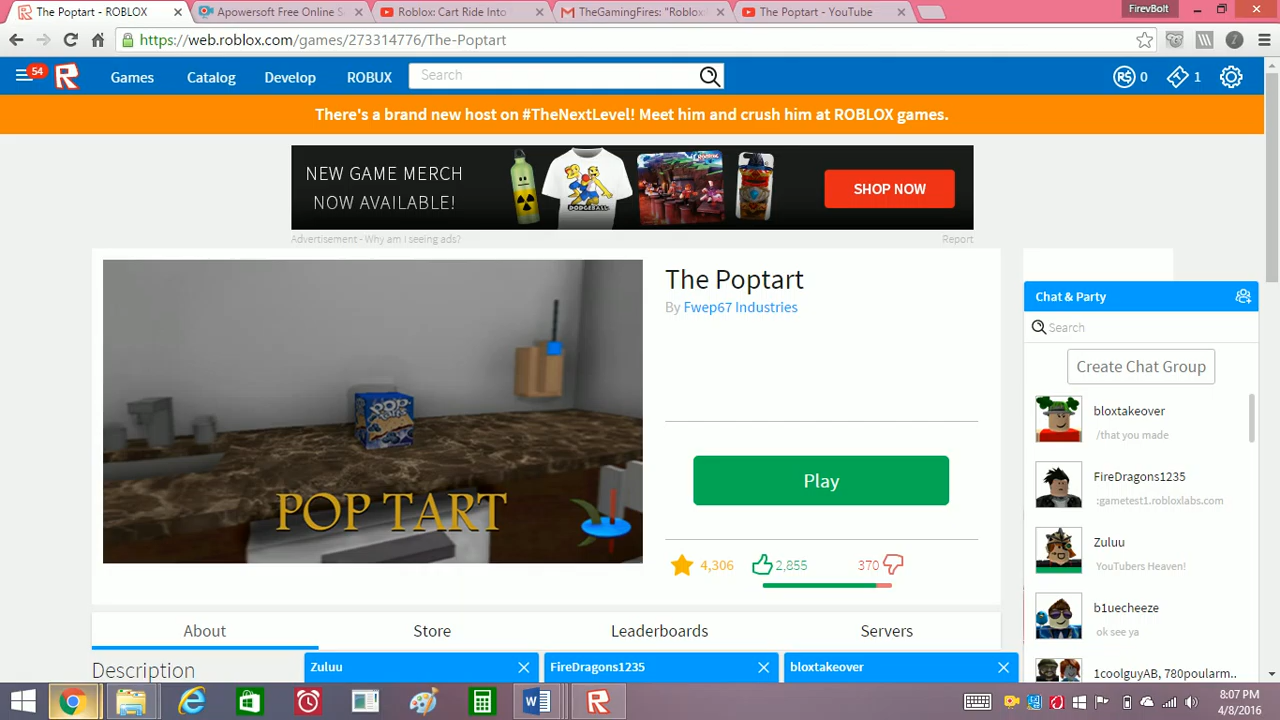 The Poptart - ROBLOX
Apowersoft Free Online S
Roblox: Cart Ride Into
TheGamingFires: "Roblox
The Poptart - YouTube
FirevBolt
https://web.roblox.com/games/273314776/The-Poptart
54
Games
Catalog
Develop
ROBUX
Search
R$ 0
1
There's a brand new host on #TheNextLevel! Meet him and crush him at ROBLOX games.
NEW GAME MERCH
NOW AVAILABLE!
DODGEBALL
SHOP NOW
Advertisement - Why am I seeing ads?
Report
The Poptart
By Fwep67 Industries
POP TARTS
POP TART
Play
4,306
2,855
370
About
Store
Leaderboards
Servers
Description
Chat & Party
Search
Create Chat Group
bloxtakeover
/that you made
FireDragons1235
:gametest1.robloxlabs.com
Zuluu
YouTubers Heaven!
b1uecheeze
ok see ya
1coolguyAB, 780poularm..
Zuluu
FireDragons1235
bloxtakeover
8:07 PM
4/8/2016